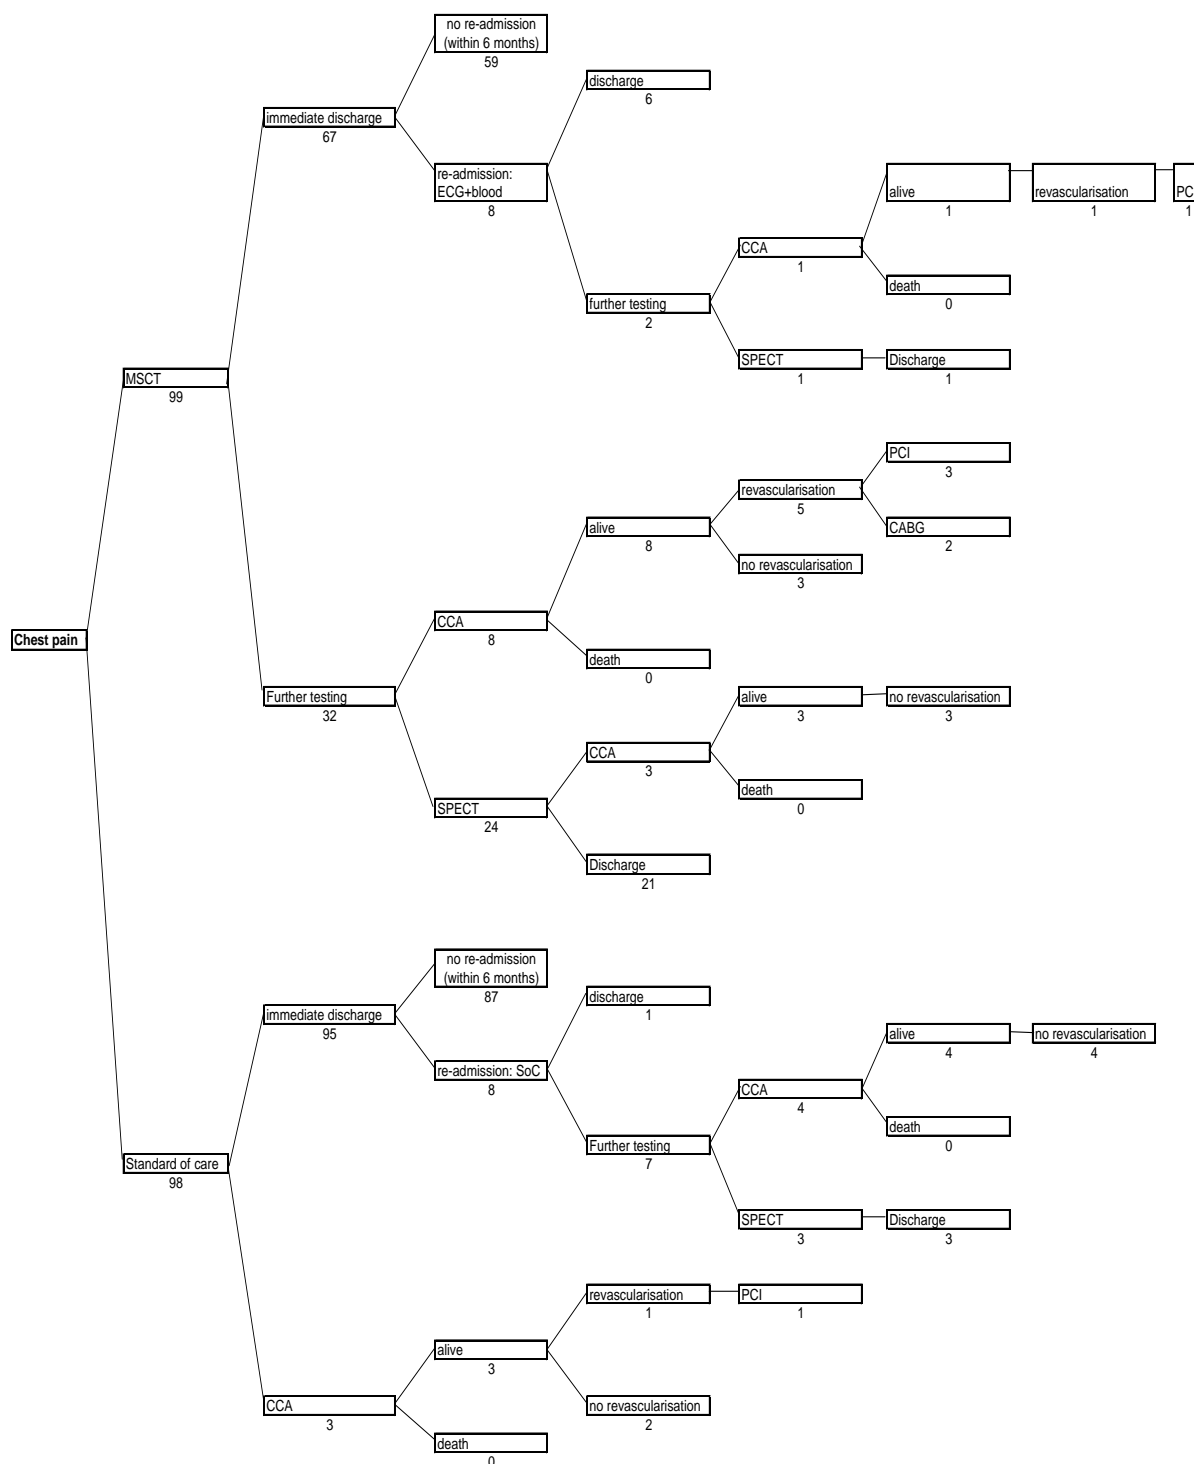 no re-admission
(within 6 months)
59
discharge
6
immediate discharge
67
re-admission:
ECG+blood
8
alive
1
revascularisation
1
PC
1
CCA
1
death
0
further testing
2
SPECT
1
Discharge
1
MSCT
99
PCI
3
revascularisation
5
alive
8
CABG
2
no revascularisation
3
CCA
8
Chest pain
death
0
Further testing
32
alive
3
no revascularisation
3
CCA
3
death
0
SPECT
24
Discharge
21
no re-admission
(within 6 months)
87
discharge
1
immediate discharge
95
alive
4
no revascularisation
4
re-admission: SoC
8
CCA
4
death
0
Further testing
7
Standard of care
98
SPECT
3
Discharge
3
revascularisation
1
PCI
1
alive
3
CCA
3
no revascularisation
2
death
0